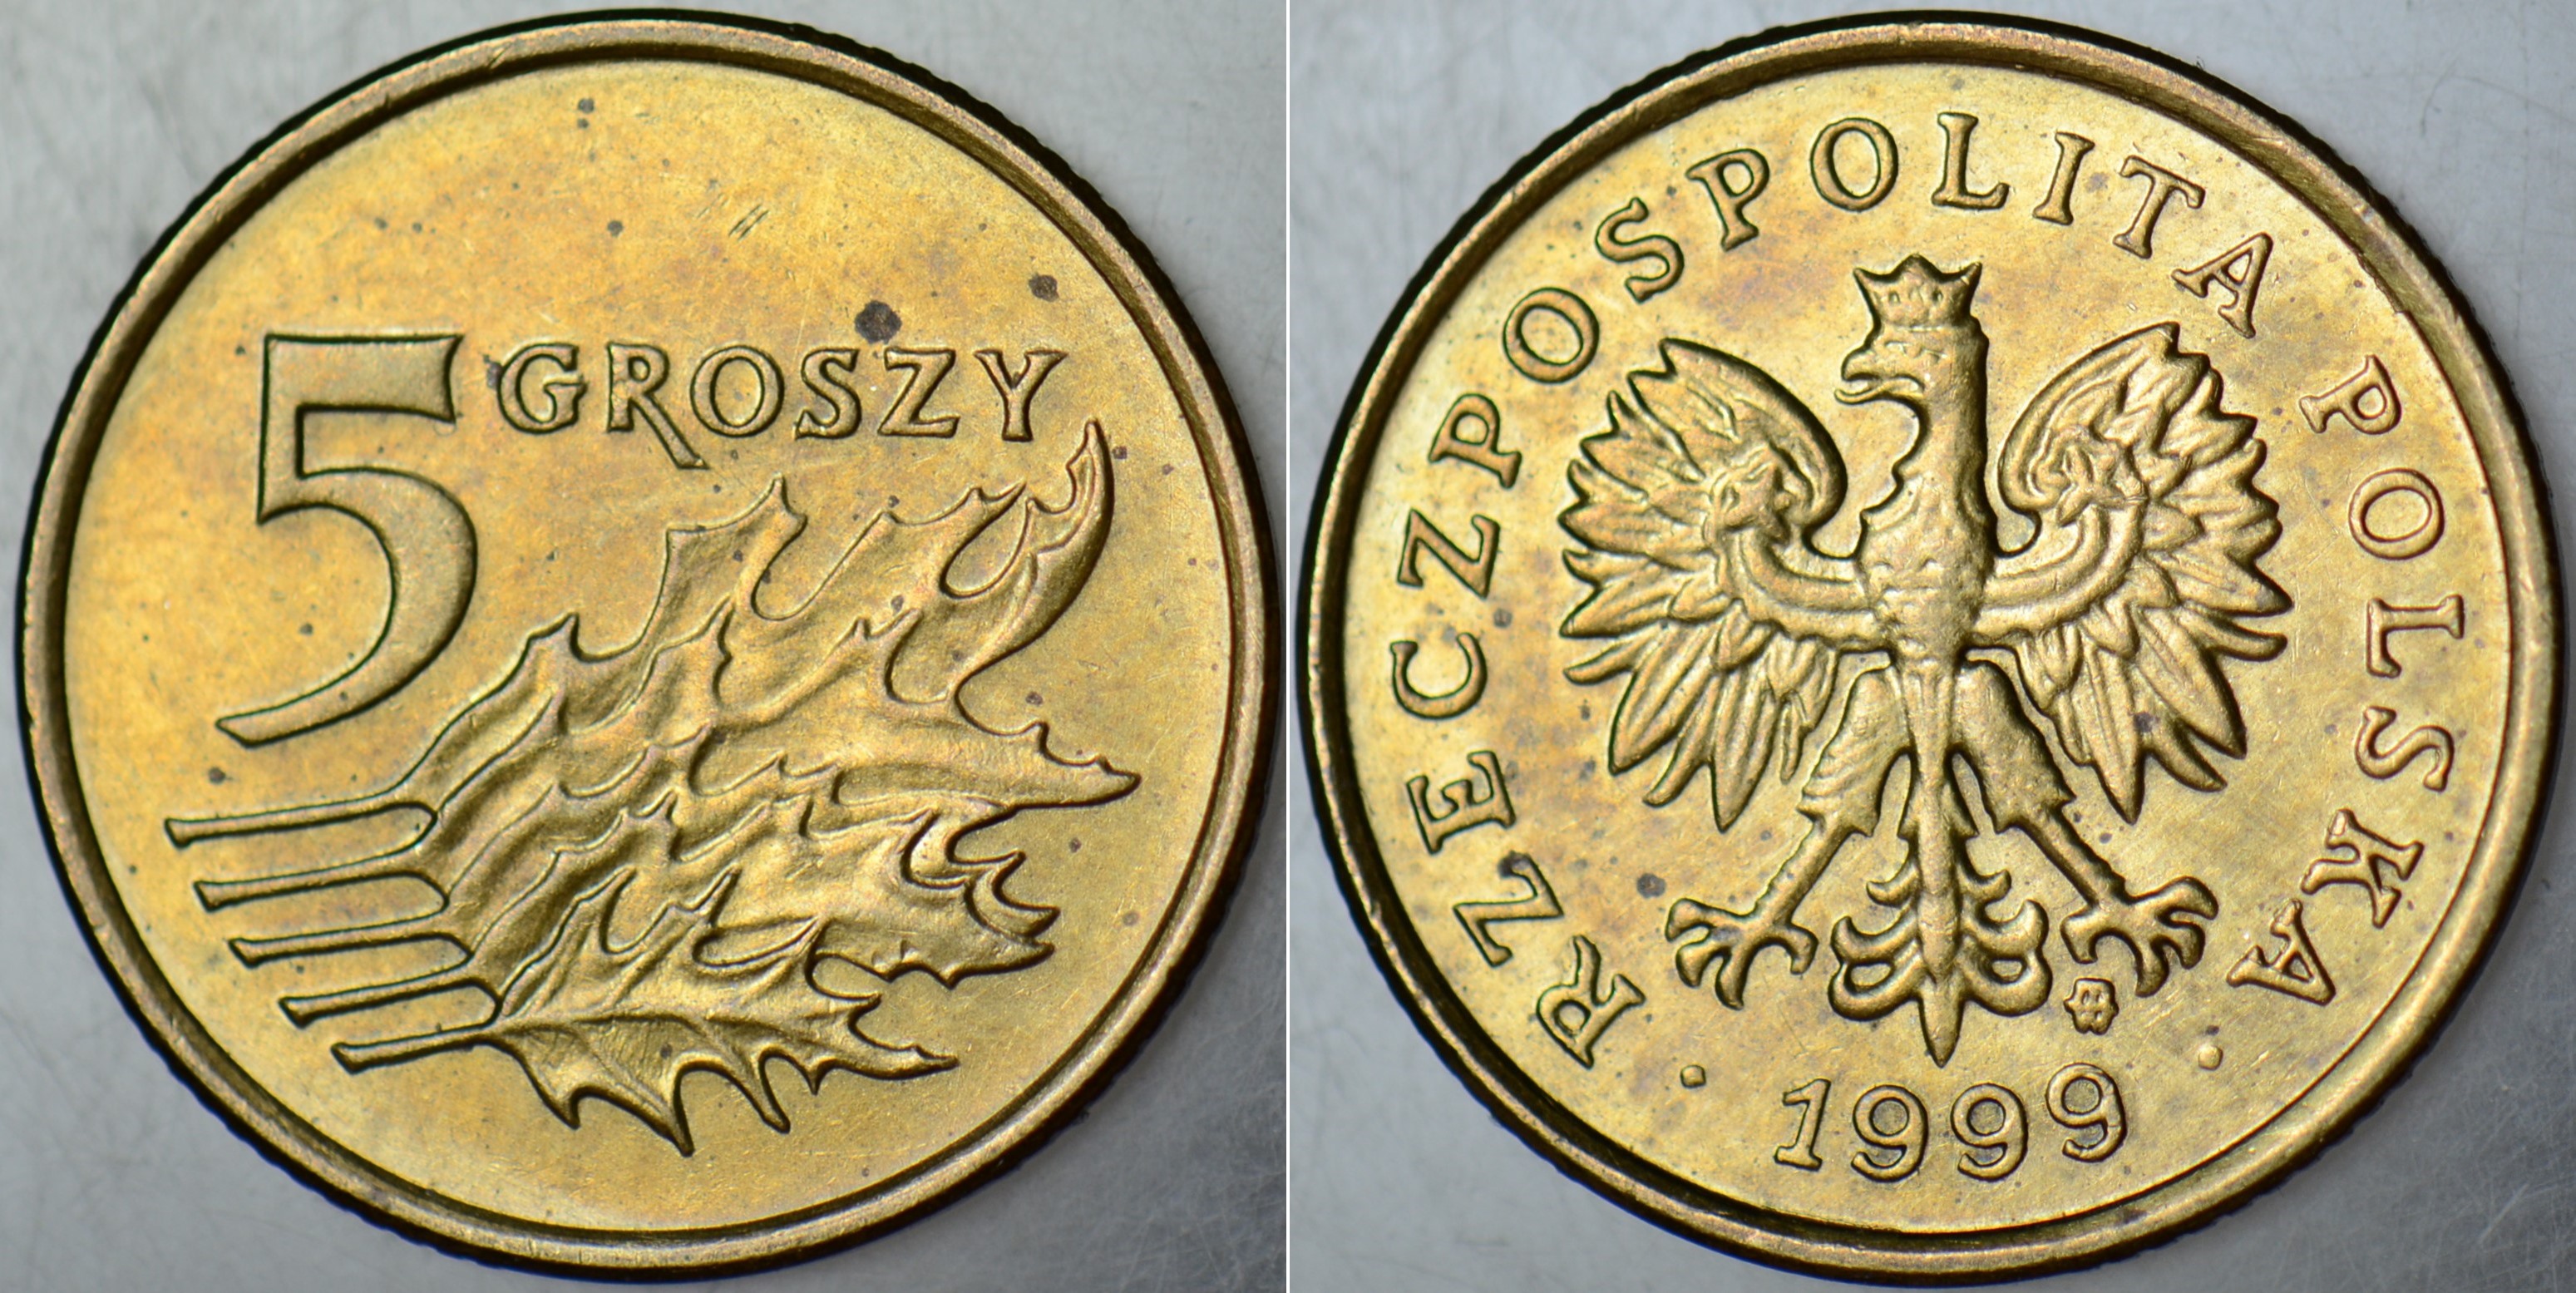 5 GROSZY
RZECZPOSPOLITA POLSKA
· 1999 ·